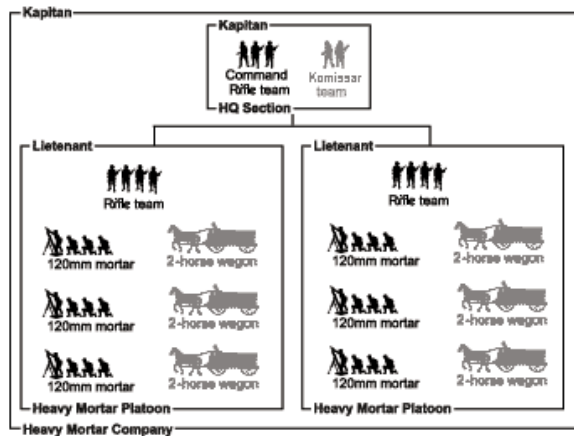 Kapitan
Kapitan
Command
Rifle team
Komissar
team
HQ Section
Lietenant
Rifle team
120mm mortar
2-horse wagon
120mm mortar
2-horse wagon
120mm mortar
2-horse wagon
Heavy Mortar Platoon
Lietenant
Rifle team
120mm mortar
2-horse wagon
120mm mortar
2-horse wagon
120mm mortar
2-horse wagon
Heavy Mortar Platoon
Heavy Mortar Company